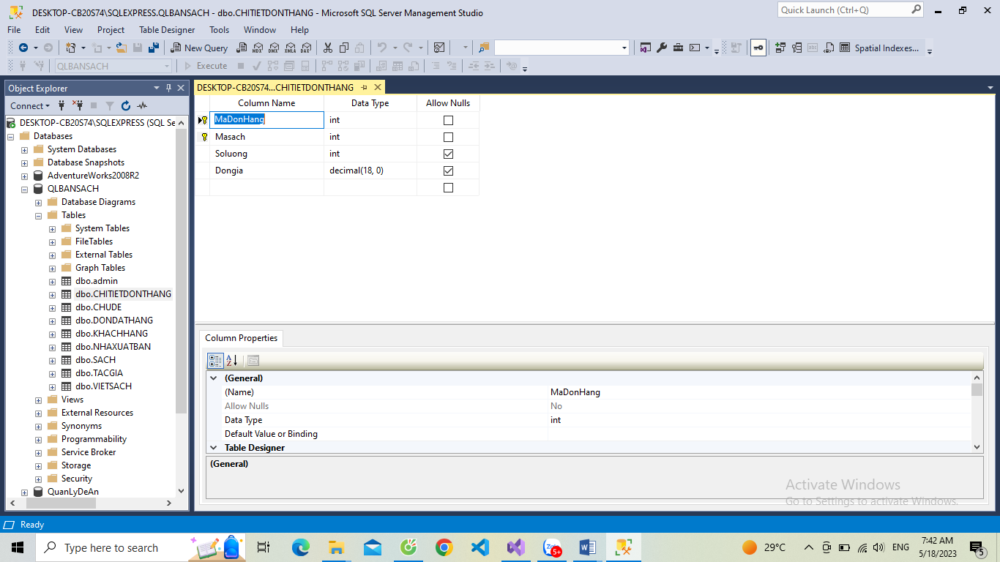 DESKTOP-CB20S74\SQLEXPRESS.QLBANSACH - dbo.CHITIETDONTHANG - Microsoft SQL Server Management Studio
Quick Launch (Ctrl+Q)
File Edit View Project Table Designer Tools Window Help
New Query MDX DMX XMLA DAX Spatial Indexes...
QLBANSACH Execute
Object Explorer
Connect
DESKTOP-CB20S74\SQLEXPRESS (SQL Se
Databases
System Databases
Database Snapshots
AdventureWorks2008R2
QLBANSACH
Database Diagrams
Tables
System Tables
FileTables
External Tables
Graph Tables
dbo.admin
dbo.CHITIETDONTHANG
dbo.CHUDE
dbo.DONDATHANG
dbo.KHACHHANG
dbo.NHAXUATBAN
dbo.SACH
dbo.TACGIA
dbo.VIETSACH
Views
External Resources
Synonyms
Programmability
Service Broker
Storage
Security
QuanLyDeAn
DESKTOP-CB20S74...CHITIETDONTHANG
Column Name Data Type Allow Nulls
MaDonHang int
Masach int
Soluong int
Dongia decimal(18, 0)
Column Properties
A Z
(General)
(Name) MaDonHang
Allow Nulls No
Data Type int
Default Value or Binding
Table Designer
(General)
Activate Windows
Go to Settings to activate Windows.
Ready
Type here to search
5+
29°C
ENG
7:42 AM
5/18/2023
5